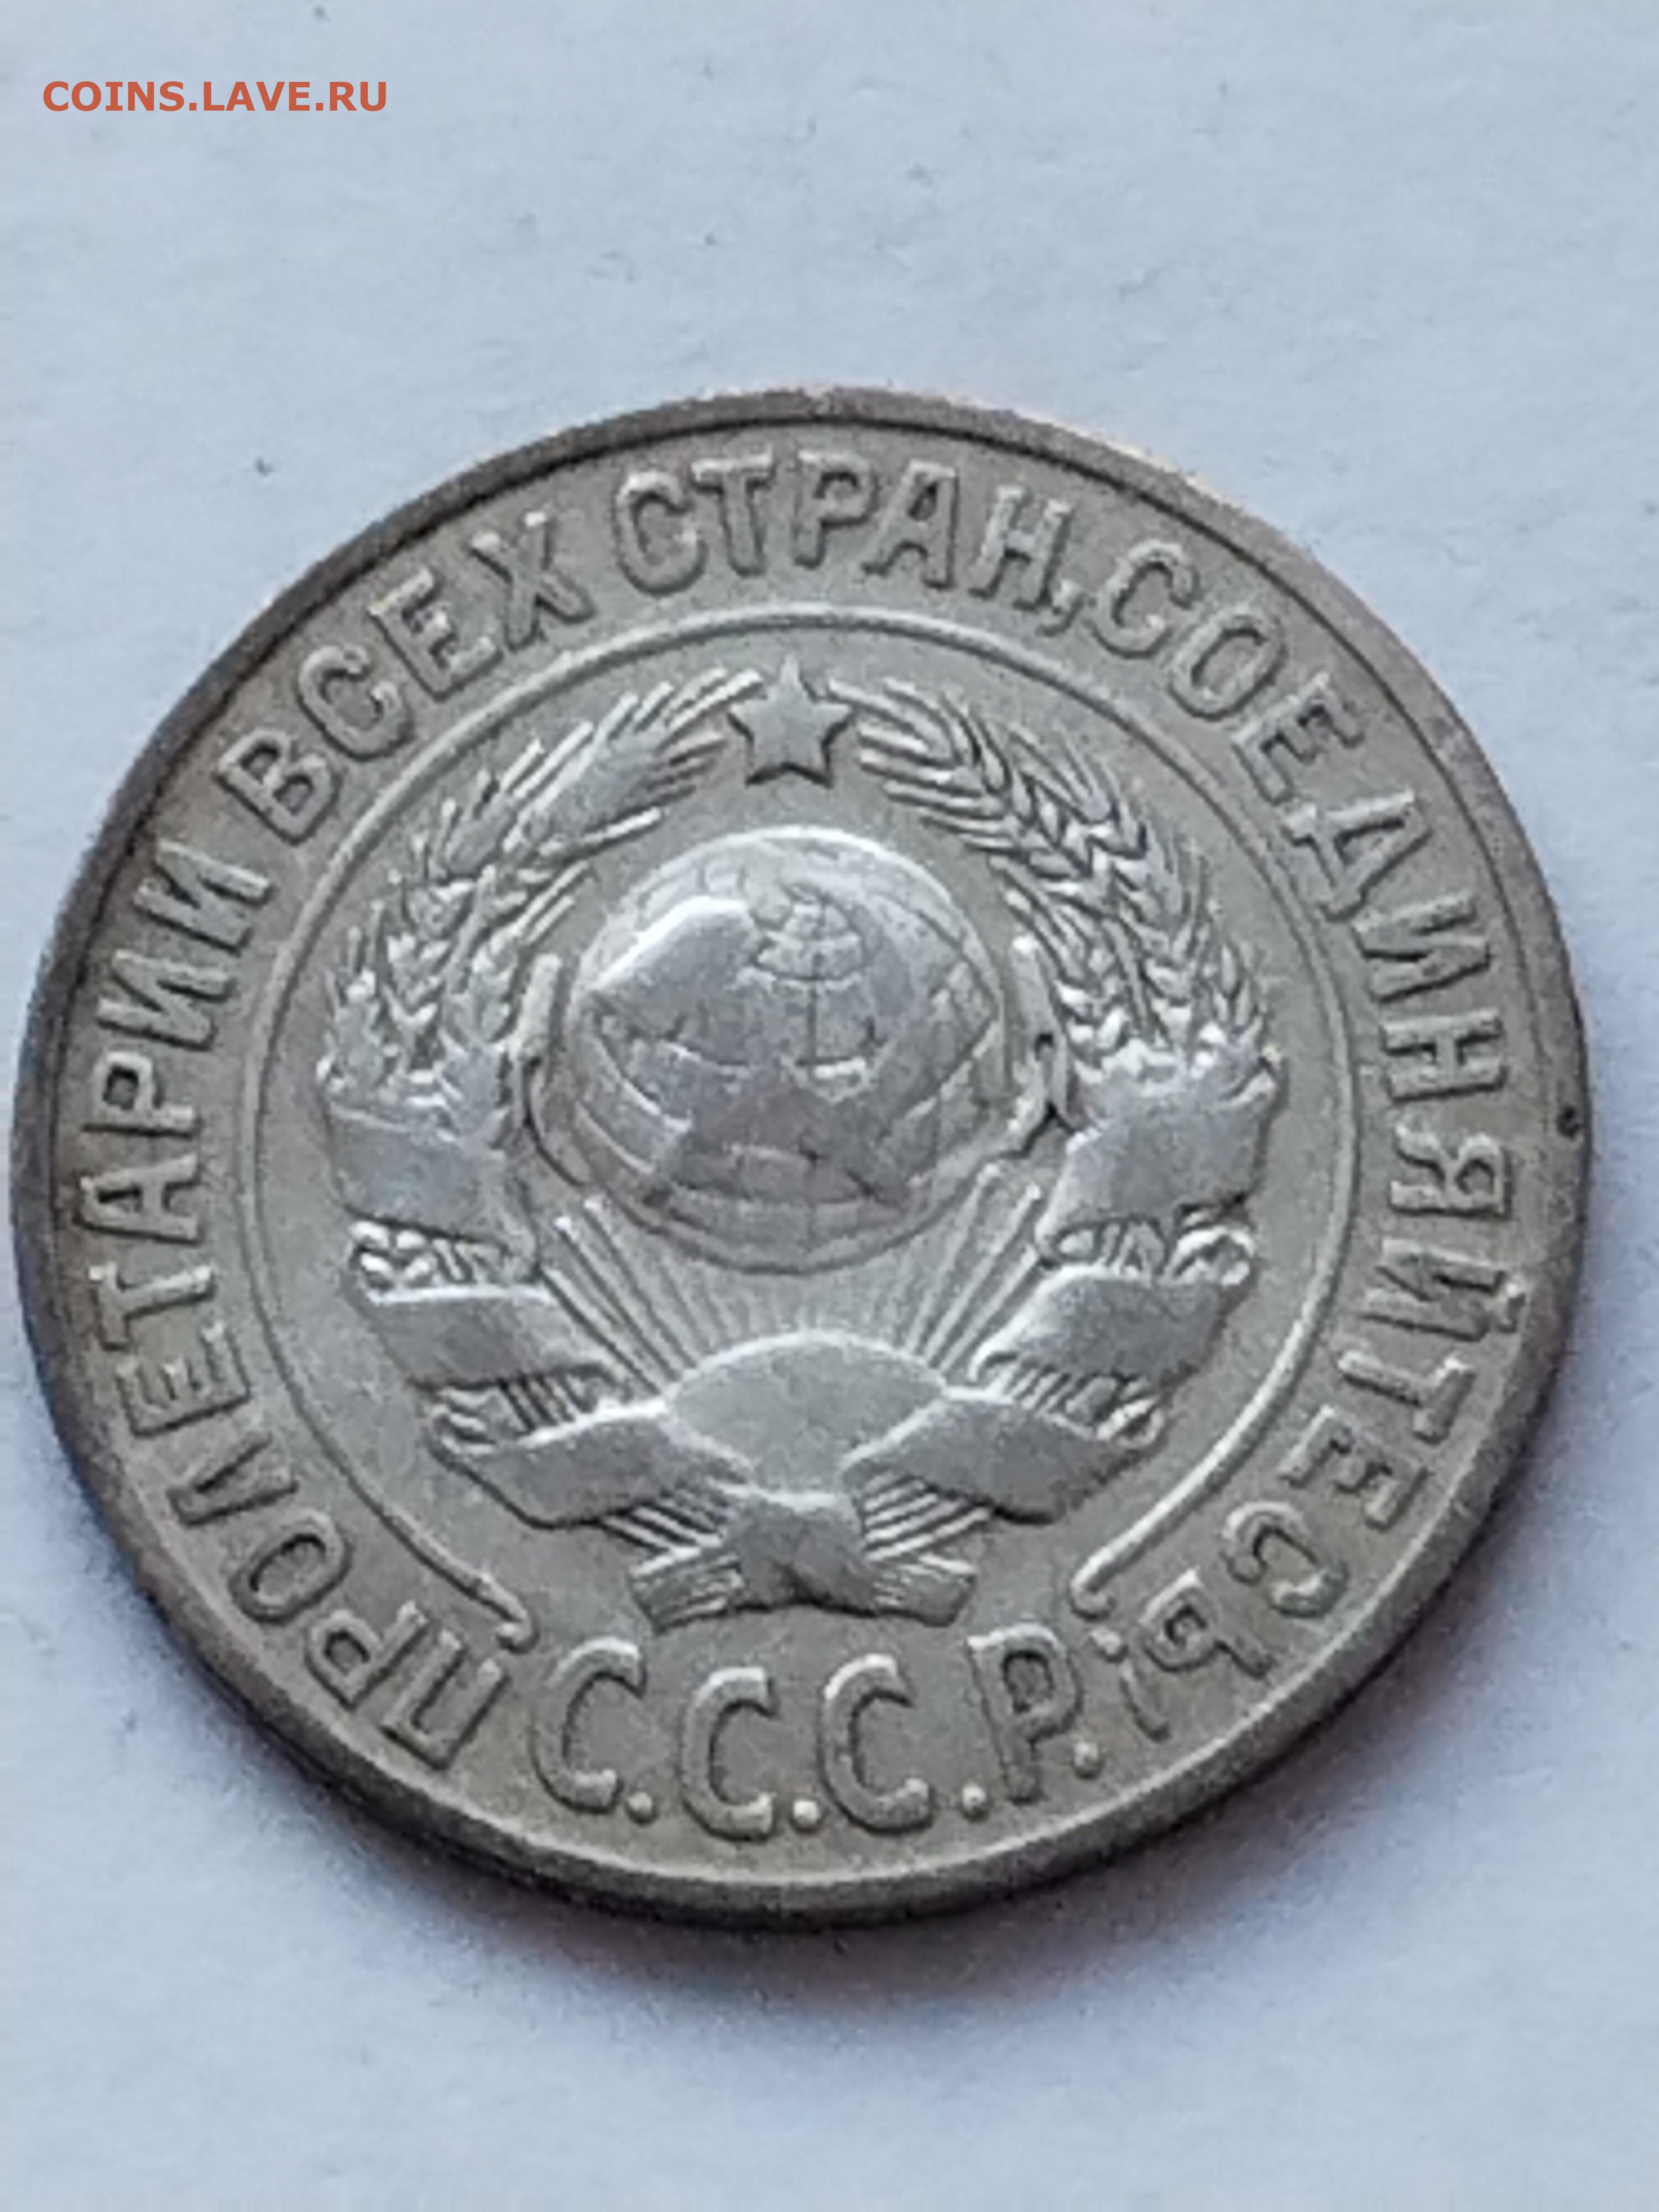 COINS.LAVE.RU
ПРОЛЕТАРИИ ВСЕХ СТРАН, СОЕДИНЯЙТЕСЬ!
С.С.С.Р.